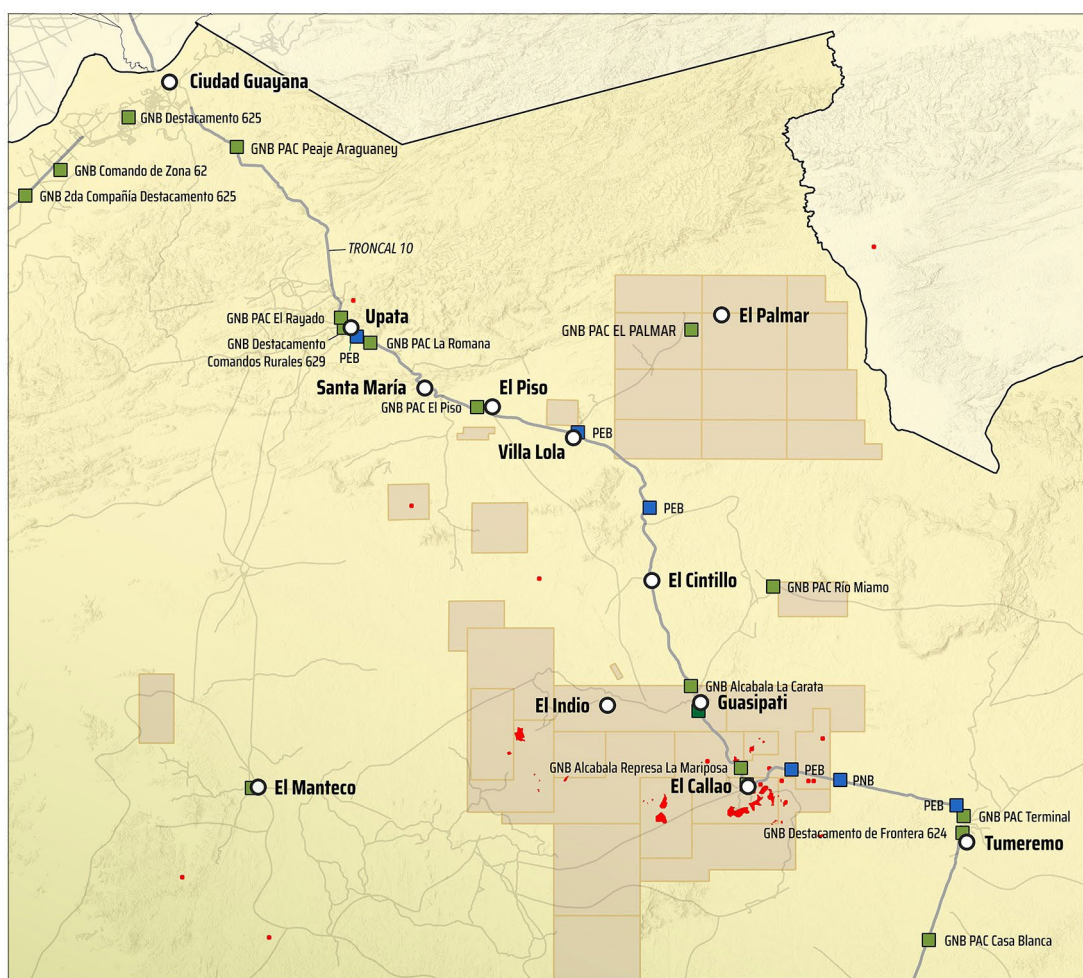 Ciudad Guayana
GNB Destacamento 625
GNB PAC Peaje Araguaney
GNB Comando de Zona 62
GNB 2da Compañía Destacamento 625
TRONCAL 10
GNB PAC El Rayado
Upata
GNB Destacamento
Comandos Rurales 629
PEB
GNB PAC La Romana
El Palmar
GNB PAC EL PALMAR
Santa María
El Piso
GNB PAC El Piso
PEB
Villa Lola
PEB
El Cintillo
GNB PAC Río Miamo
GNB Alcabala La Carata
El Indio
Guasipati
GNB Alcabala Represa La Mariposa
PEB
PNB
El Manteco
El Callao
PEB
GNB PAC Terminal
GNB Destacamento de Frontera 624
Tumeremo
GNB PAC Casa Blanca